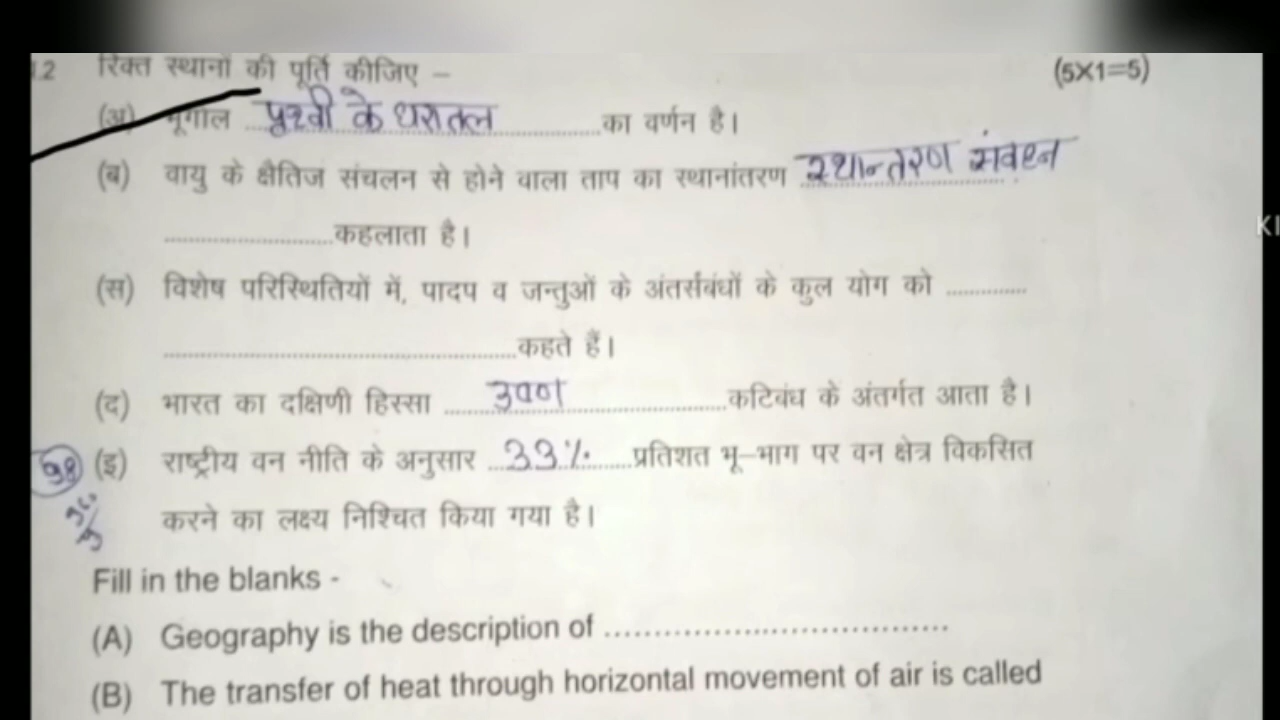 .2 रिक्त स्थानों की पूर्ति कीजिए – (5X1=5)
(अ) भूगोल पृथ्वी के धरातल का वर्णन है।
(ब) वायु के क्षैतिज संचलन से होने वाला ताप का स्थानांतरण स्थान्तरण संवहन
कहलाता है।
(स) विशेष परिस्थितियों में, पादप व जन्तुओं के अंतर्संबंधों के कुल योग को
कहते हैं।
(द) भारत का दक्षिणी हिस्सा उष्ण कटिबंध के अंतर्गत आता है।
(इ) राष्ट्रीय वन नीति के अनुसार 33% प्रतिशत भू–भाग पर वन क्षेत्र विकसित
करने का लक्ष्य निश्चित किया गया है।
Fill in the blanks -
(A) Geography is the description of
(B) The transfer of heat through horizontal movement of air is called